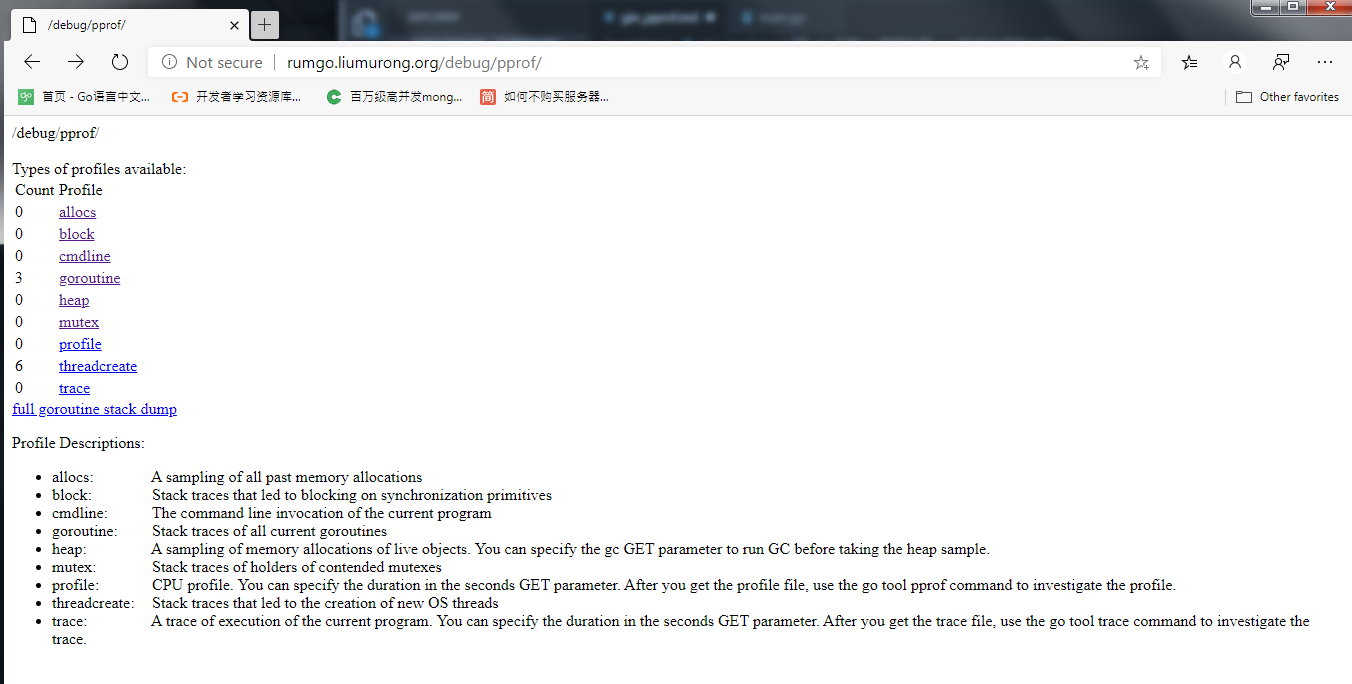 /debug/pprof/
Not secure rumgo.liumurong.org/debug/pprof/
首页 - Go语言中文... 开发者学习资源库... 百万级高并发mong... 如何不购买服务器... Other favorites
/debug/pprof/
Types of profiles available:
Count Profile
0 allocs
0 block
0 cmdline
3 goroutine
0 heap
0 mutex
0 profile
6 threadcreate
0 trace
full goroutine stack dump
Profile Descriptions:
• allocs: A sampling of all past memory allocations
• block: Stack traces that led to blocking on synchronization primitives
• cmdline: The command line invocation of the current program
• goroutine: Stack traces of all current goroutines
• heap: A sampling of memory allocations of live objects. You can specify the gc GET parameter to run GC before taking the heap sample.
• mutex: Stack traces of holders of contended mutexes
• profile: CPU profile. You can specify the duration in the seconds GET parameter. After you get the profile file, use the go tool pprof command to investigate the profile.
• threadcreate: Stack traces that led to the creation of new OS threads
• trace: A trace of execution of the current program. You can specify the duration in the seconds GET parameter. After you get the trace file, use the go tool trace command to investigate the
trace.